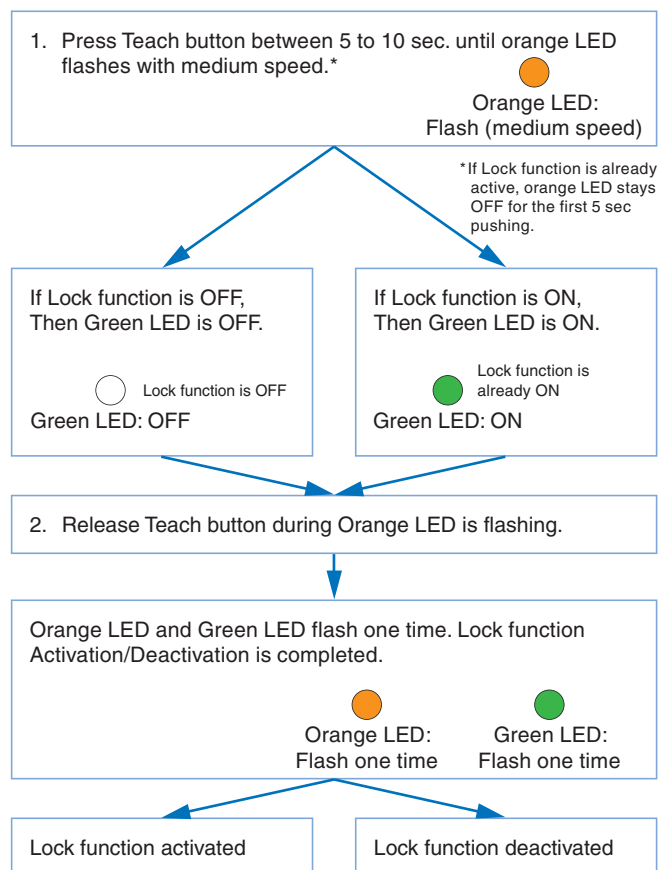 1. Press Teach button between 5 to 10 sec. until orange LED
flashes with medium speed.*
Orange LED:
Flash (medium speed)
*If Lock function is already
active, orange LED stays
OFF for the first 5 sec
pushing.
If Lock function is OFF,
Then Green LED is OFF.
Lock function is OFF
Green LED: OFF
If Lock function is ON,
Then Green LED is ON.
Lock function is
already ON
Green LED: ON
2. Release Teach button during Orange LED is flashing.
Orange LED and Green LED flash one time. Lock function
Activation/Deactivation is completed.
Orange LED:
Flash one time
Green LED:
Flash one time
Lock function activated
Lock function deactivated